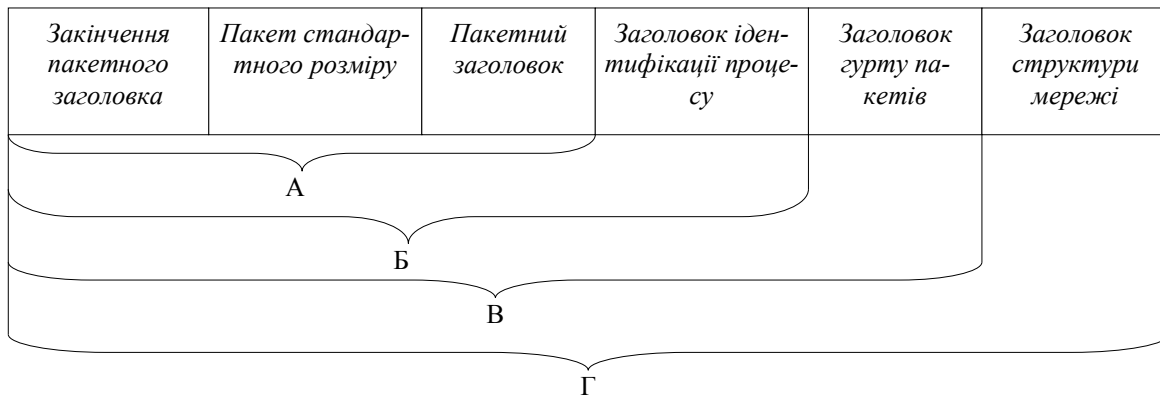 Закінчення
пакетного
заголовка
Пакет стандар-
тного розміру
Пакетний
заголовок
Заголовок іден-
тифікації проце-
су
Заголовок
гурту па-
кетів
Заголовок
структури
мережі
А
Б
В
Г